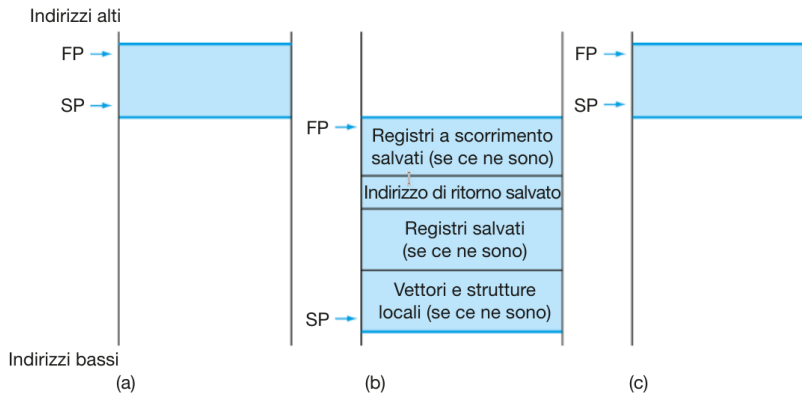 Indirizzi alti
FP
SP
FP
SP
Registri a scorrimento
salvati (se ce ne sono)
Indirizzo di ritorno salvato
Registri salvati
(se ce ne sono)
Vettori e strutture
locali (se ce ne sono)
FP
SP
Indirizzi bassi
(a)
(b)
(c)